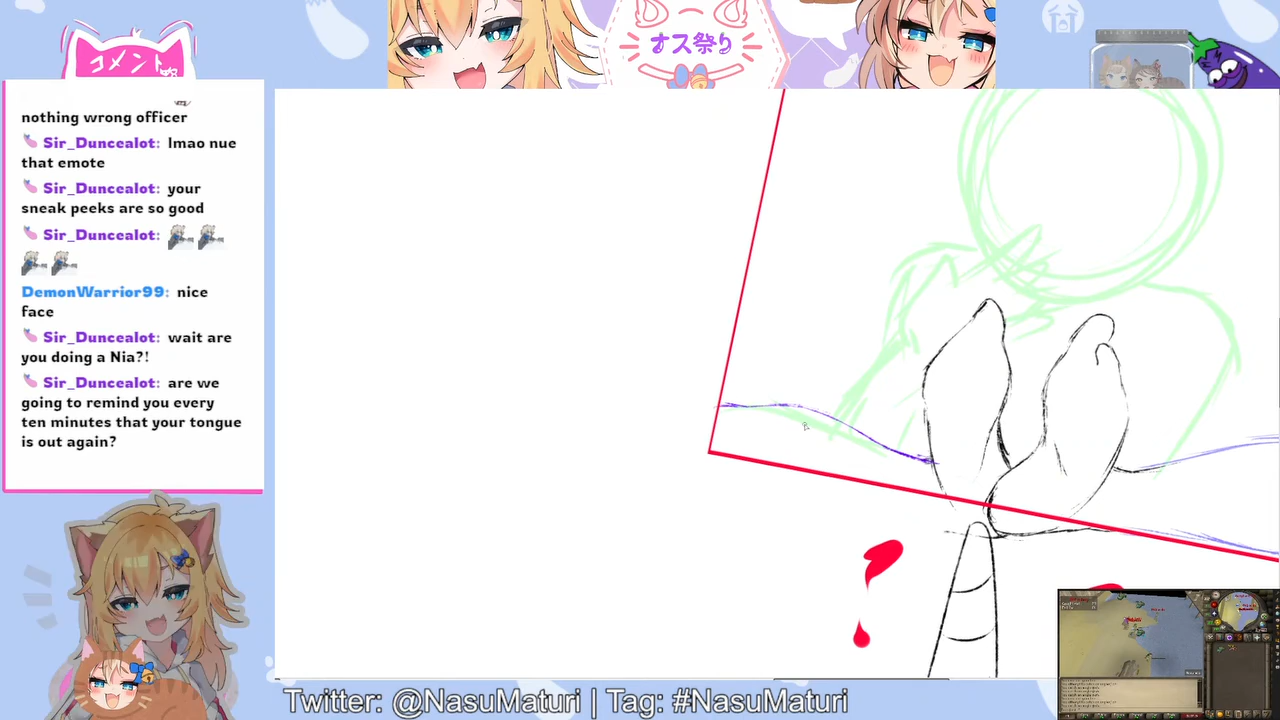 コメント
ナス祭り
nothing wrong officer
Sir_Duncealot: lmao nue
that emote
Sir_Duncealot: your
sneak peeks are so good
Sir_Duncealot:
DemonWarrior99: nice
face
Sir_Duncealot: wait are
you doing a Nia?!
Sir_Duncealot: are we
going to remind you every
ten minutes that your tongue
is out again?
Twitter @NasuMaturi | Tag: #NasuMaturi